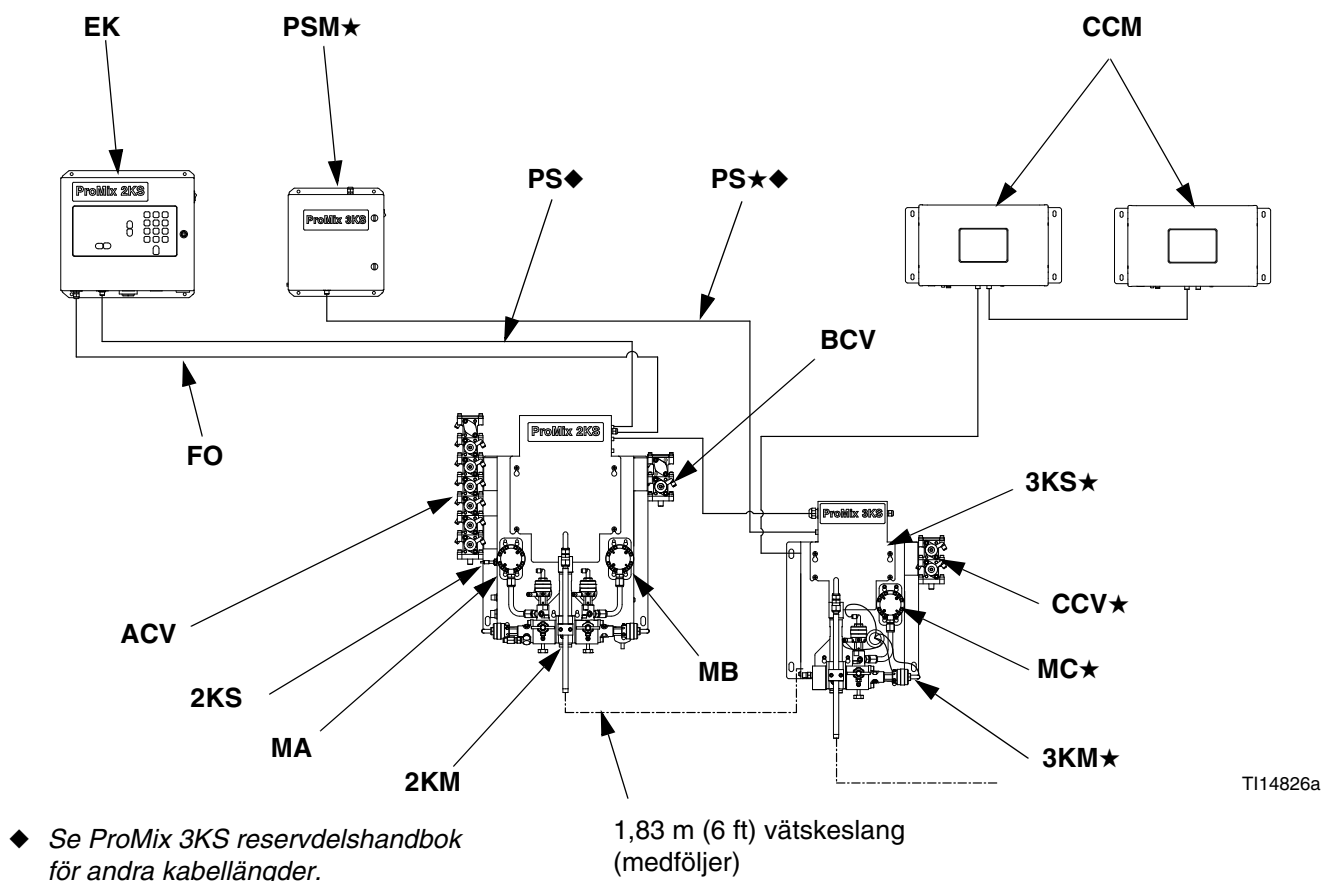 EK
PSM★
CCM
ProMix 2KS
ProMix 3KS
PS◆
PS★◆
BCV
FO
ProMix 2KS
3KS★
ProMix 3KS
ACV
CCV★
2KS
MB
MC★
MA
2KM
3KM★
TI14826a
◆ Se ProMix 3KS reservdelshandbok
för andra kabellängder.
1,83 m (6 ft) vätskeslang
(medföljer)